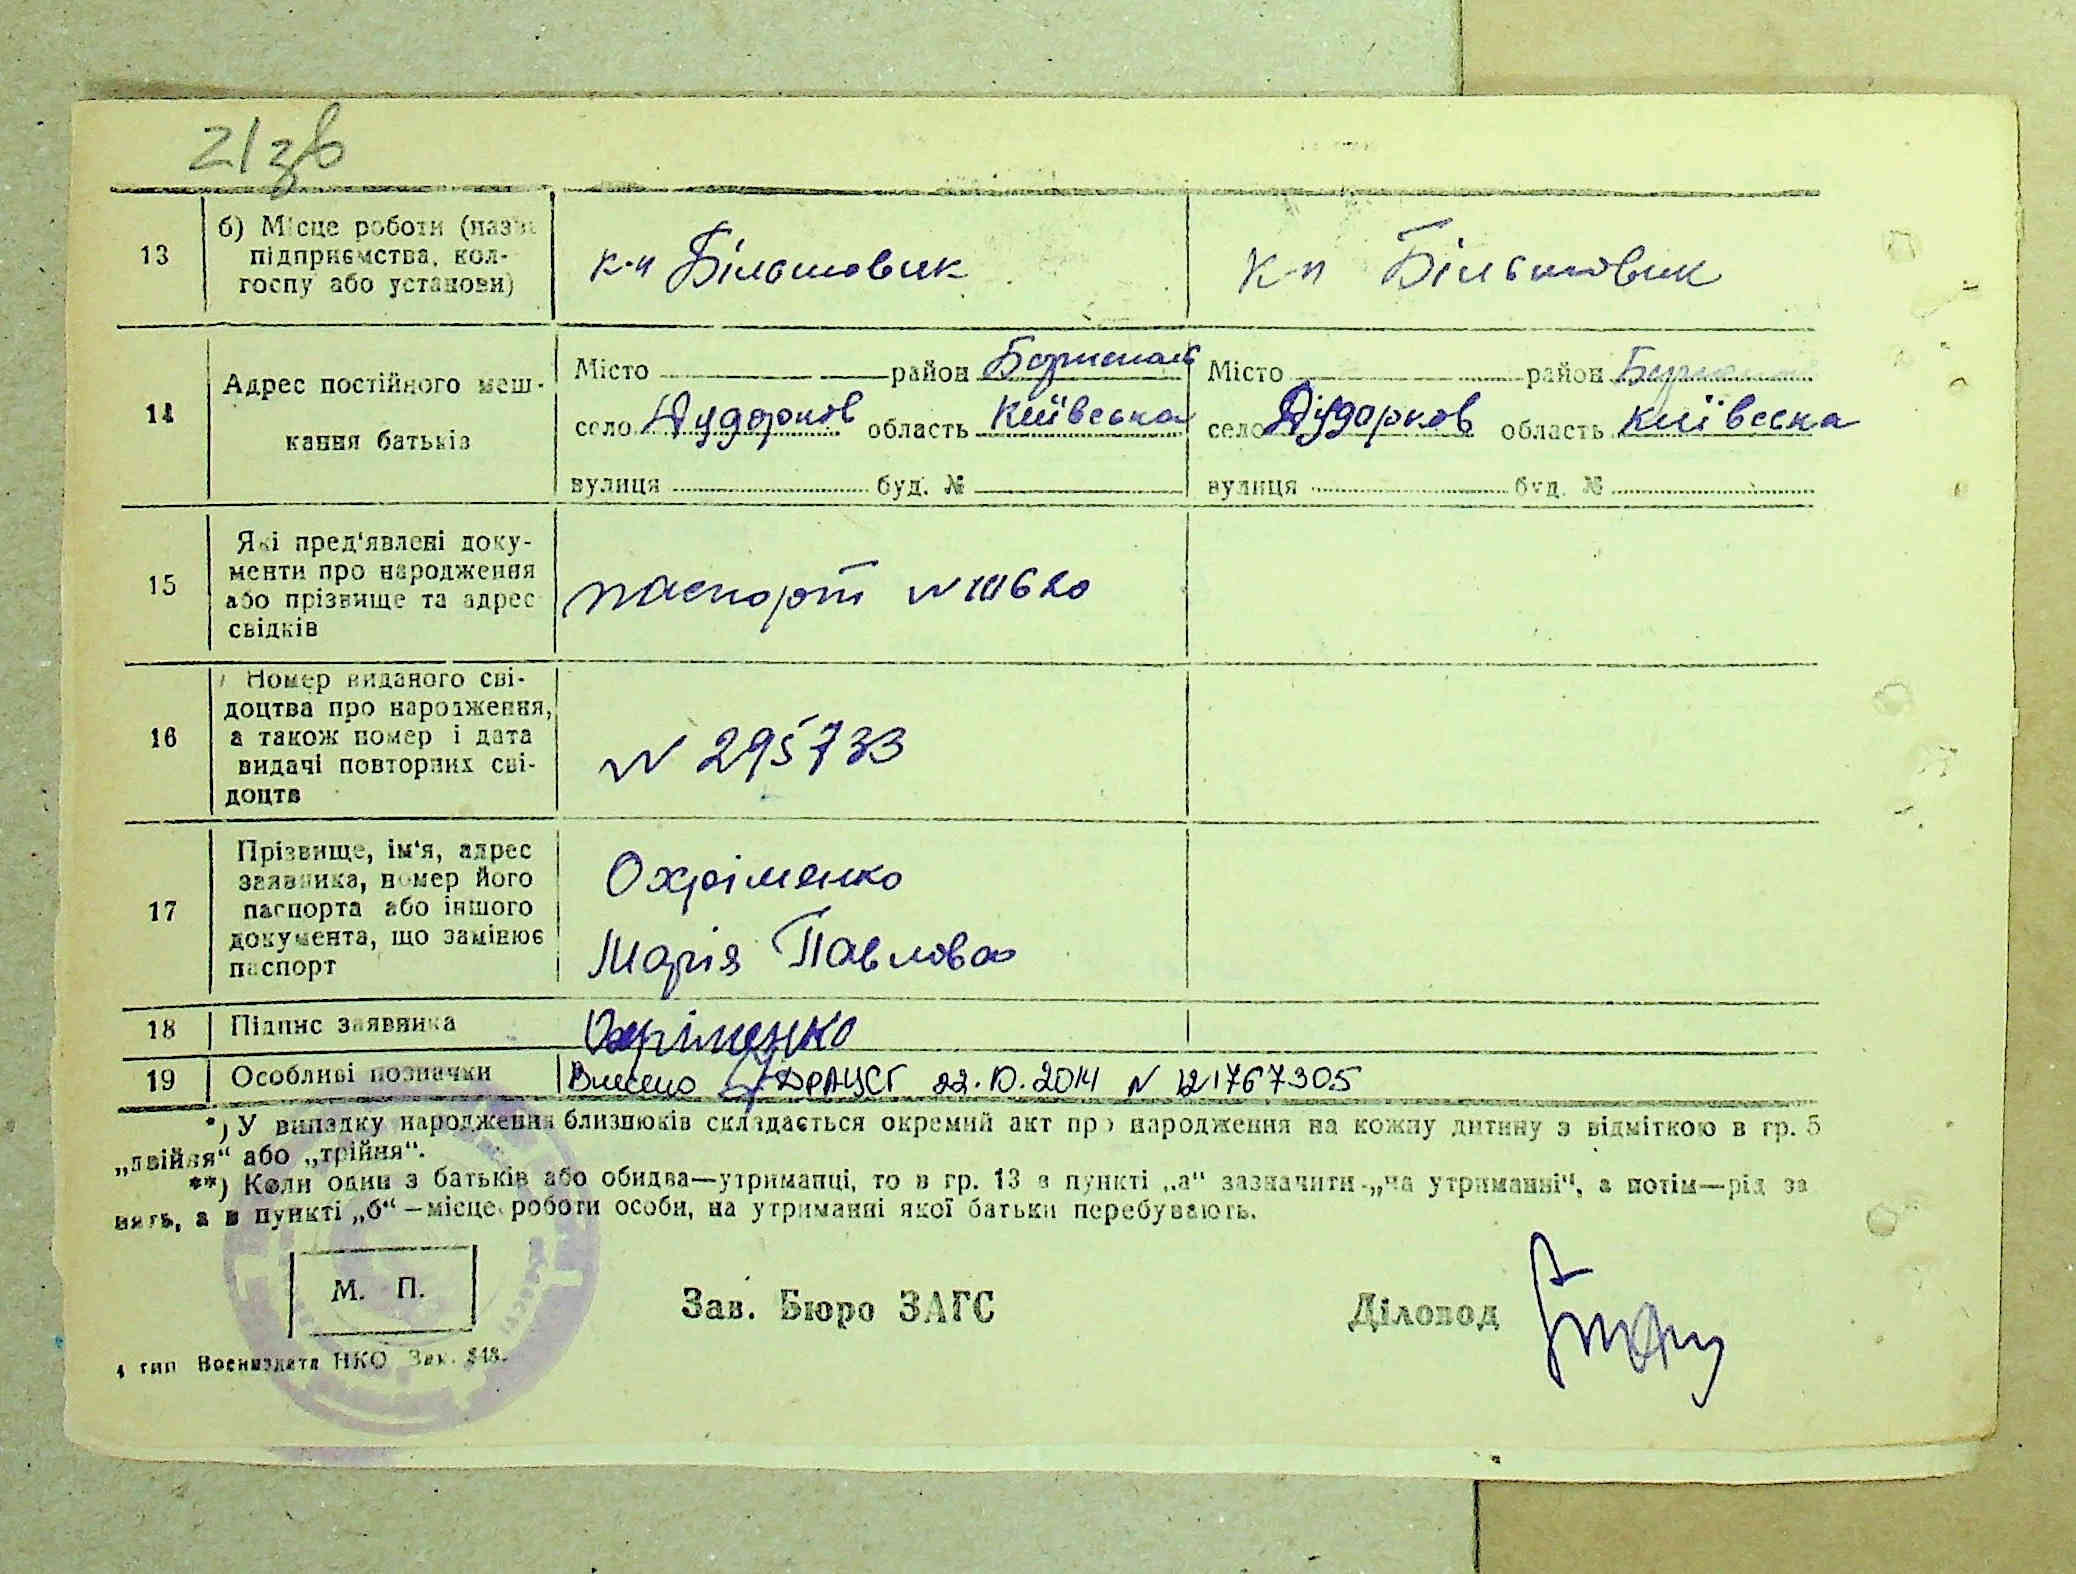 21зв
13 б) Місце роботи (назва підприємства, колгоспу або установи) к-п Більшовик к-п Більшовик
14 Адрес постійного мешкання батьків
Місто район Бориспіль Місто район
село Дударков область Київська село Дударков область Київська
вулиця буд. № вулиця буд. №
15 Які пред'явлені документи про народження або прізвище та адрес свідків паспорт №
16 Номер виданого свідоцтва про народження, а також номер і дата видачі повторних свідоцтв № 295733
17 Прізвище, ім'я, адрес заявника, номер його паспорта або іншого документа, що замінює паспорт Охріменко
Марія Павлова
18 Підпис заявника Охріменко
19 Особливі позначки Внесено ДРАЦСГ 22.10.2014 N 121767305
*) У випадку народження близнюків складається окремий акт про народження на кожну дитину з відміткою в гр. 5
„двійня“ або „трійня“.
**) Коли один з батьків або обидва—утриманці, то в гр. 13 в пункті „а“ зазначити-„на утриманні“, а потім—рід за
нять, а в пункті „б“—місце роботи особи, на утриманні якої батьки перебувають.
М. П.
Зав. Бюро ЗАГС Діловод
4 тип Воениздата НКО Зак. 848.